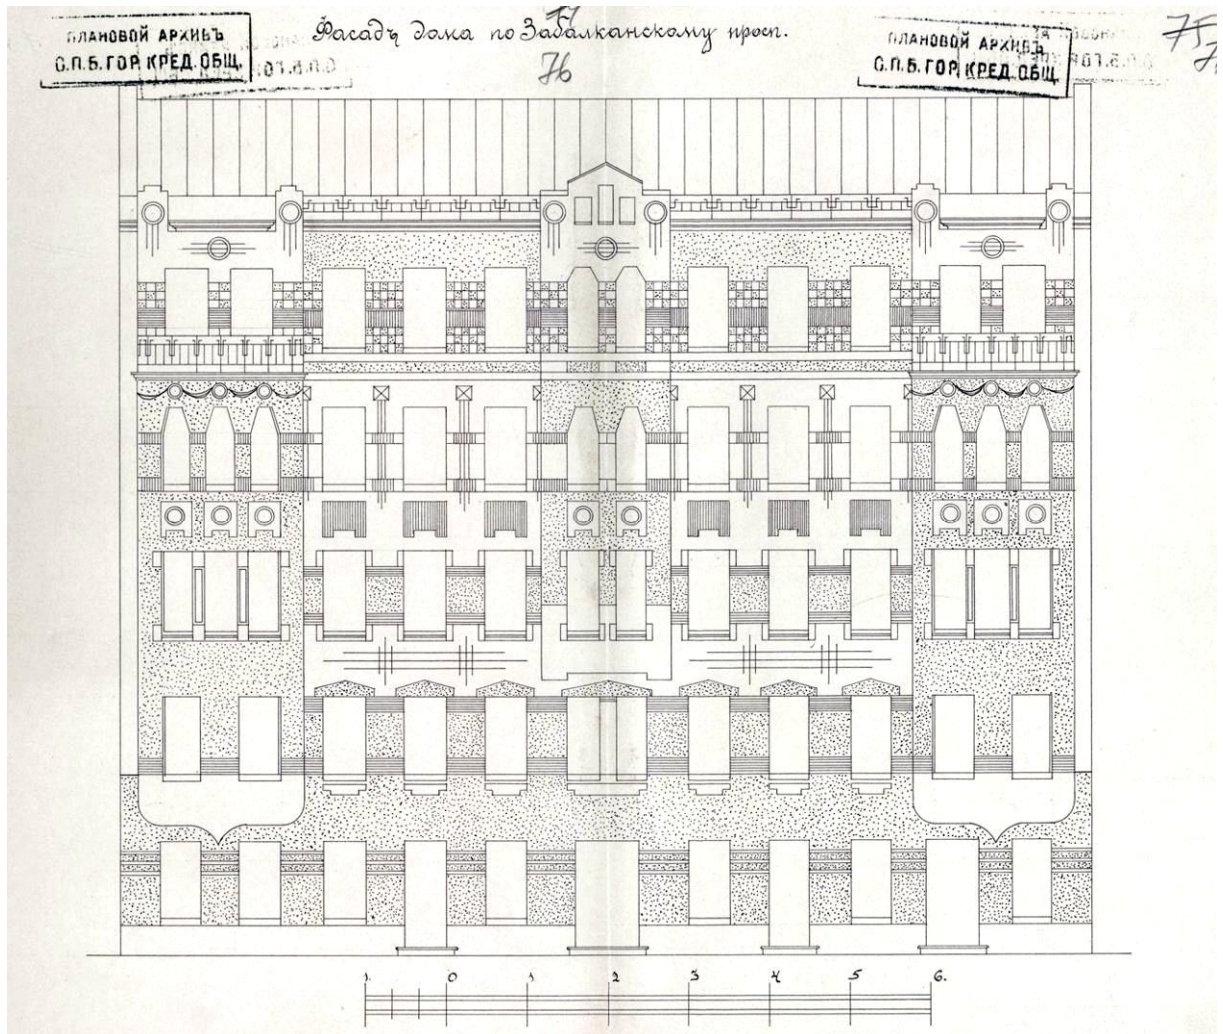 ПЛАНОВОЙ АРХИВЪ
С.П.Б. ГОР. КРЕД. ОБЩ.
Фасадъ дома по Забалканскому просп.
76
ПЛАНОВОЙ АРХИВЪ
С.П.Б. ГОР. КРЕД. ОБЩ.
75
1. 0 1 2 3 4 5 6.